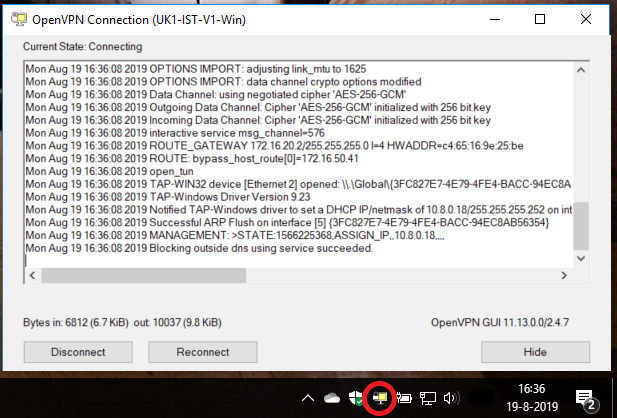 OpenVPN Connection (UK1-IST-V1-Win)
Current State: Connecting
Mon Aug 19 16:36:08 2019 OPTIONS IMPORT: adjusting link_mtu to 1625
Mon Aug 19 16:36:08 2019 OPTIONS IMPORT: data channel crypto options modified
Mon Aug 19 16:36:08 2019 Data Channel: using negotiated cipher 'AES-256-GCM'
Mon Aug 19 16:36:08 2019 Outgoing Data Channel: Cipher 'AES-256-GCM' initialized with 256 bit key
Mon Aug 19 16:36:08 2019 Incoming Data Channel: Cipher 'AES-256-GCM' initialized with 256 bit key
Mon Aug 19 16:36:08 2019 interactive service msg_channel=576
Mon Aug 19 16:36:08 2019 ROUTE_GATEWAY 172.16.20.2/255.255.255.0 I=4 HWADDR=c4:65:16:9e:25:be
Mon Aug 19 16:36:08 2019 ROUTE: bypass_host_route[0]=172.16.50.41
Mon Aug 19 16:36:08 2019 open_tun
Mon Aug 19 16:36:08 2019 TAP-WIN32 device [Ethernet 2] opened: \\.\Global\{3FC827E7-4E79-4FE4-BACC-94EC8A
Mon Aug 19 16:36:08 2019 TAP-Windows Driver Version 9.23
Mon Aug 19 16:36:08 2019 Notified TAP-Windows driver to set a DHCP IP/netmask of 10.8.0.18/255.255.255.252 on int
Mon Aug 19 16:36:08 2019 Successful ARP Flush on interface [5] {3FC827E7-4E79-4FE4-BACC-94EC8AB56354}
Mon Aug 19 16:36:08 2019 MANAGEMENT: >STATE:1566225368,ASSIGN_IP,,10.8.0.18,,,,
Mon Aug 19 16:36:08 2019 Blocking outside dns using service succeeded.
Bytes in: 6812 (6.7 KiB) out: 10037 (9.8 KiB)
OpenVPN GUI 11.13.0.0/2.4.7
Disconnect
Reconnect
Hide
16:36
19-8-2019
2